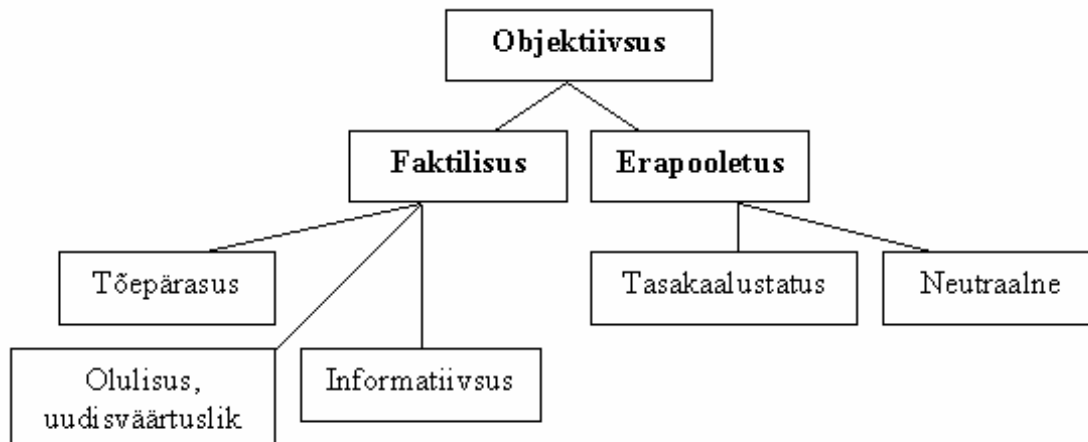 Objektiivsus
Faktilisus
Erapooletus
Tõepärasus
Tasakaalustatus
Neutraalne
Olulisus,
uudisväärtuslik
Informatiivsus